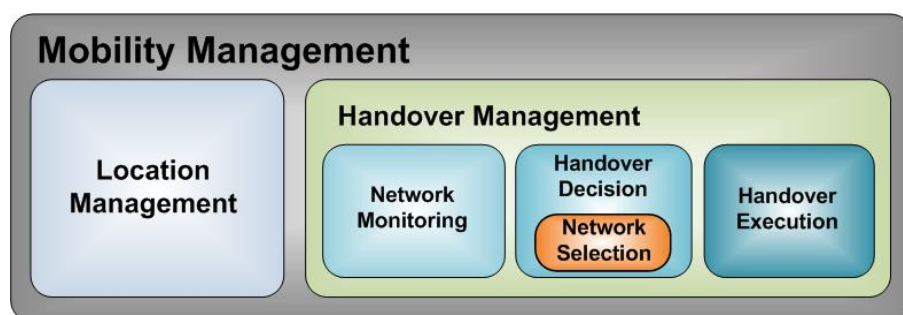 Mobility Management
Location
Management
Handover Management
Network
Monitoring
Handover
Decision
Network
Selection
Handover
Execution